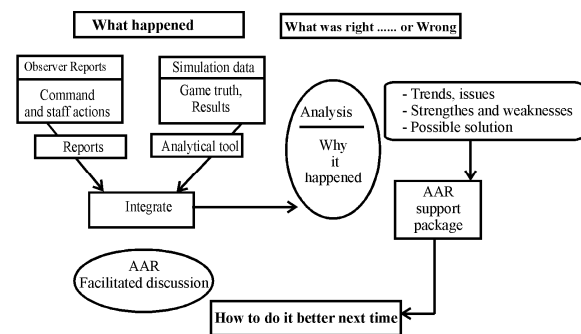 What happened
What was right ...... or Wrong
Observer Reports
Command
and staff actions
Reports
Simulation data
Game truth,
Results
Analytical tool
Integrate
Analysis
Why
it
happened
- Trends, issues
- Strengthes and weaknesses
- Possible solution
AAR
support
package
AAR
Facilitated discussion
How to do it better next time